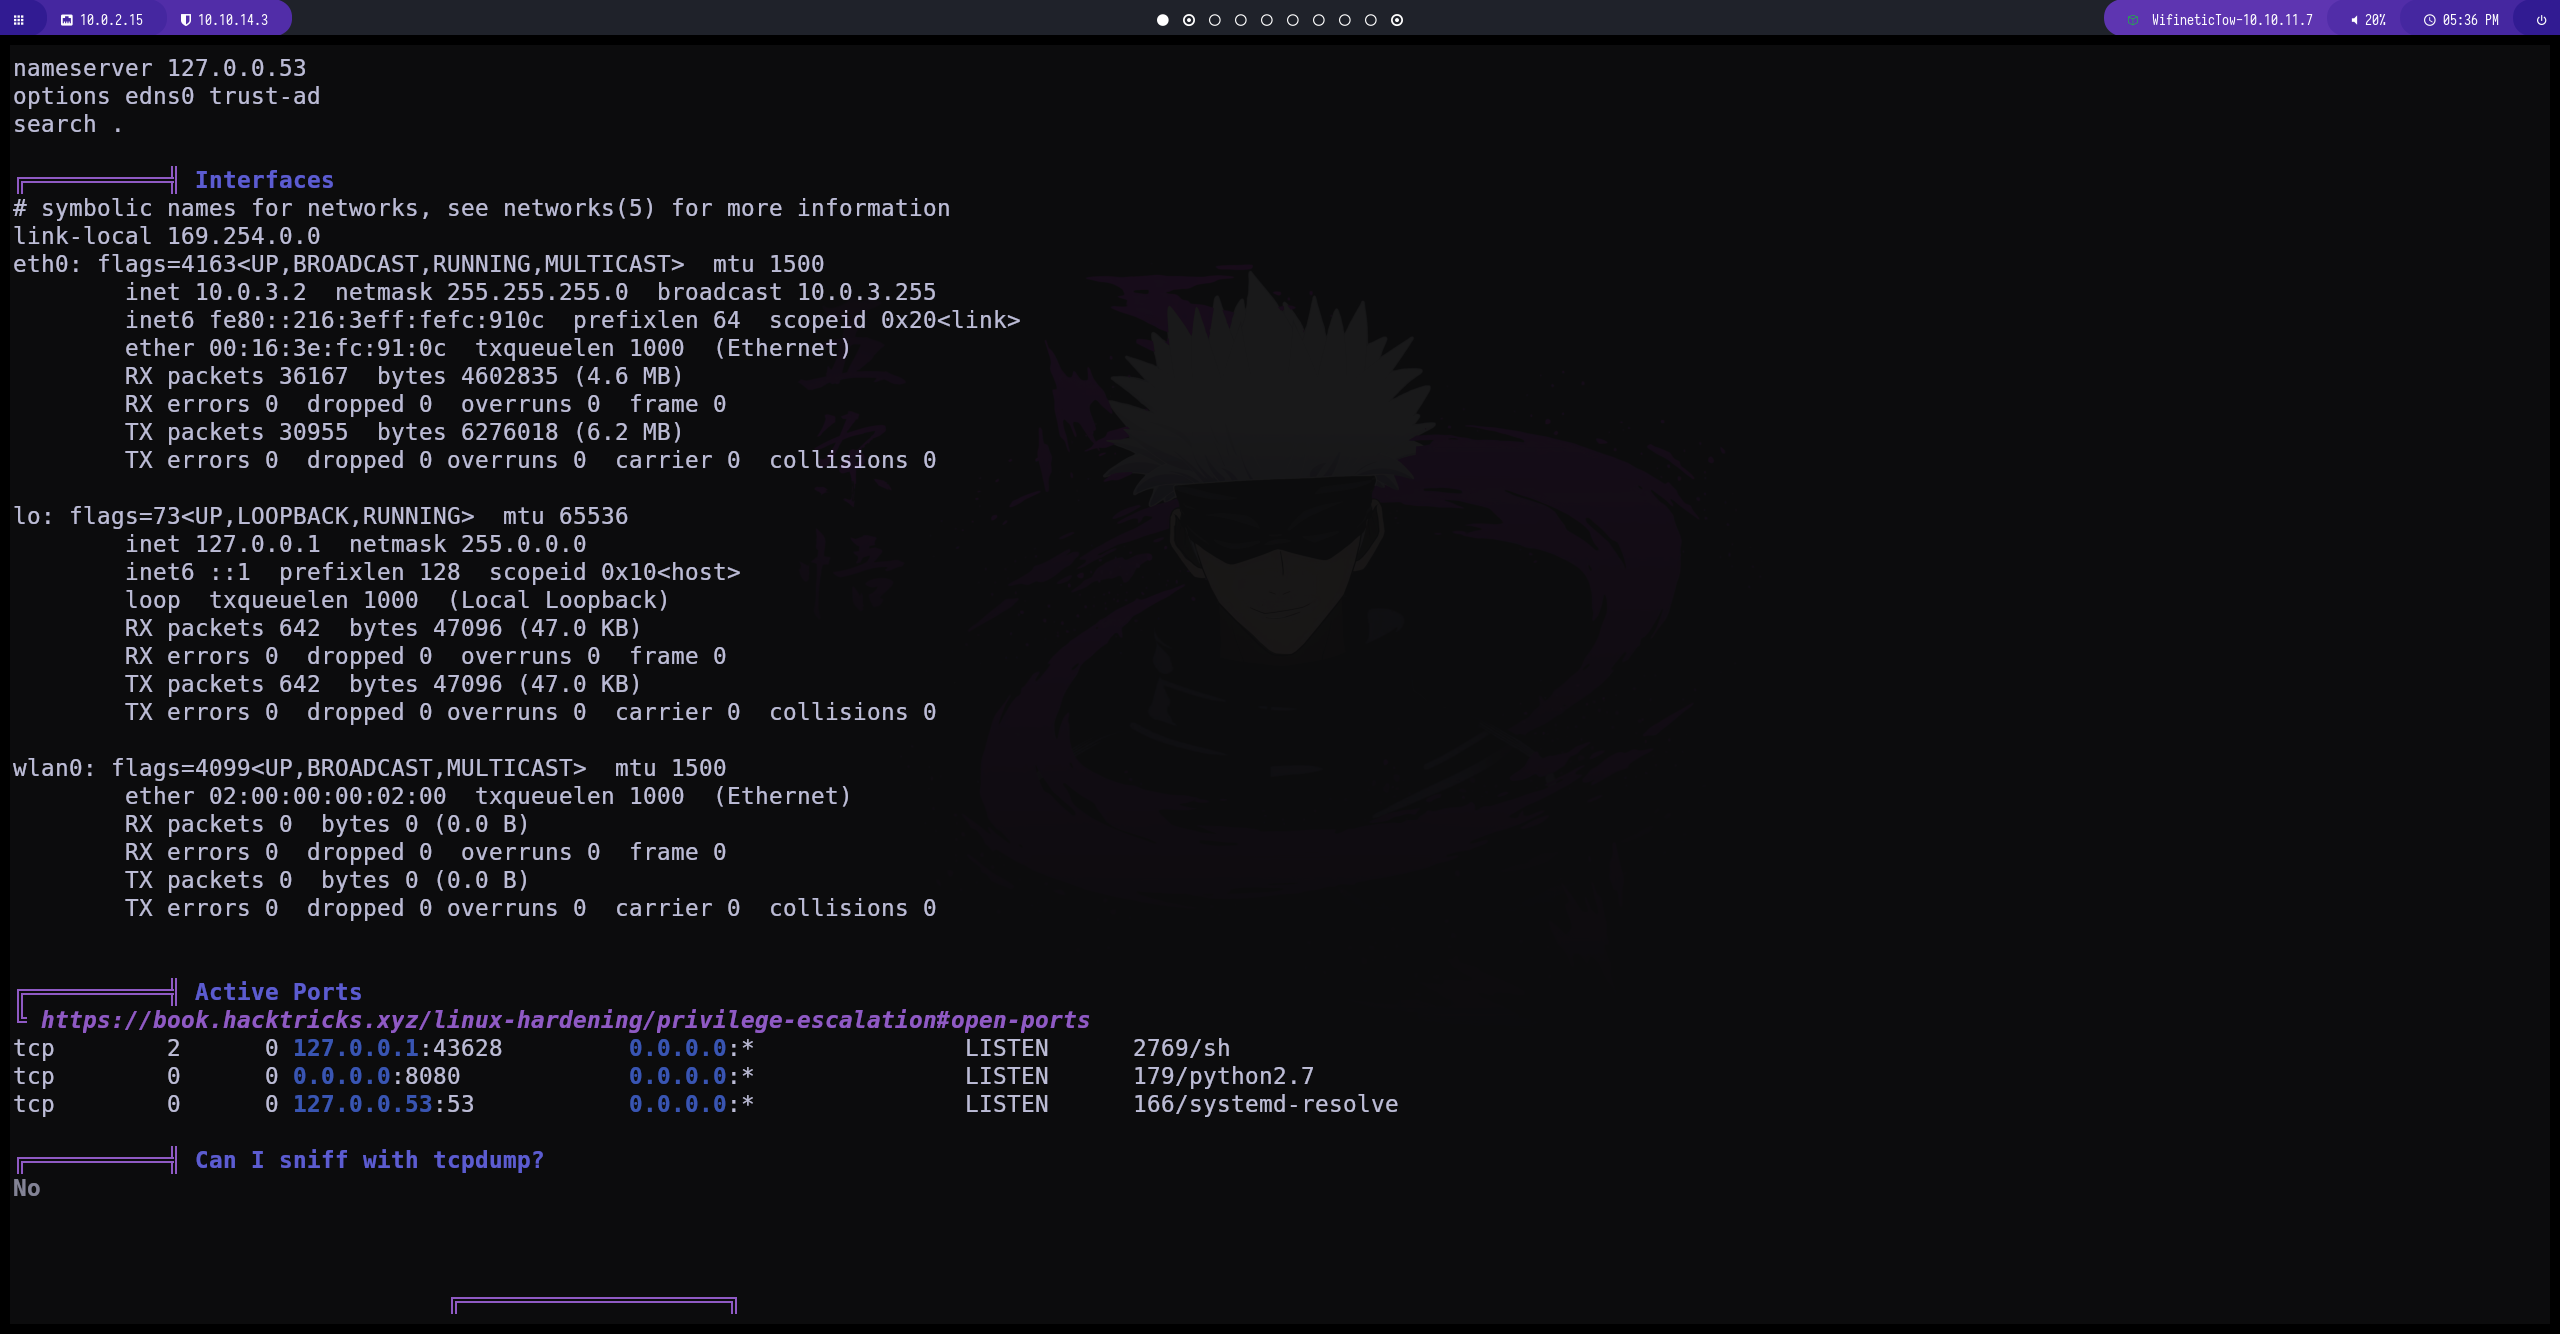 10.0.2.15 10.10.14.3 WifineticTow-10.10.11.7 20% 05:36 PM
nameserver 127.0.0.53
options edns0 trust-ad
search .
Interfaces
# symbolic names for networks, see networks(5) for more information
link-local 169.254.0.0
eth0: flags=4163<UP,BROADCAST,RUNNING,MULTICAST>  mtu 1500
        inet 10.0.3.2  netmask 255.255.255.0  broadcast 10.0.3.255
        inet6 fe80::216:3eff:fefc:910c  prefixlen 64  scopeid 0x20<link>
        ether 00:16:3e:fc:91:0c  txqueuelen 1000  (Ethernet)
        RX packets 36167  bytes 4602835 (4.6 MB)
        RX errors 0  dropped 0  overruns 0  frame 0
        TX packets 30955  bytes 6276018 (6.2 MB)
        TX errors 0  dropped 0 overruns 0  carrier 0  collisions 0
lo: flags=73<UP,LOOPBACK,RUNNING>  mtu 65536
        inet 127.0.0.1  netmask 255.0.0.0
        inet6 ::1  prefixlen 128  scopeid 0x10<host>
        loop  txqueuelen 1000  (Local Loopback)
        RX packets 642  bytes 47096 (47.0 KB)
        RX errors 0  dropped 0  overruns 0  frame 0
        TX packets 642  bytes 47096 (47.0 KB)
        TX errors 0  dropped 0 overruns 0  carrier 0  collisions 0
wlan0: flags=4099<UP,BROADCAST,MULTICAST>  mtu 1500
        ether 02:00:00:00:02:00  txqueuelen 1000  (Ethernet)
        RX packets 0  bytes 0 (0.0 B)
        RX errors 0  dropped 0  overruns 0  frame 0
        TX packets 0  bytes 0 (0.0 B)
        TX errors 0  dropped 0 overruns 0  carrier 0  collisions 0
Active Ports
https://book.hacktricks.xyz/linux-hardening/privilege-escalation#open-ports
tcp        2      0 127.0.0.1:43628         0.0.0.0:*               LISTEN      2769/sh
tcp        0      0 0.0.0.0:8080            0.0.0.0:*               LISTEN      179/python2.7
tcp        0      0 127.0.0.53:53           0.0.0.0:*               LISTEN      166/systemd-resolve
Can I sniff with tcpdump?
No